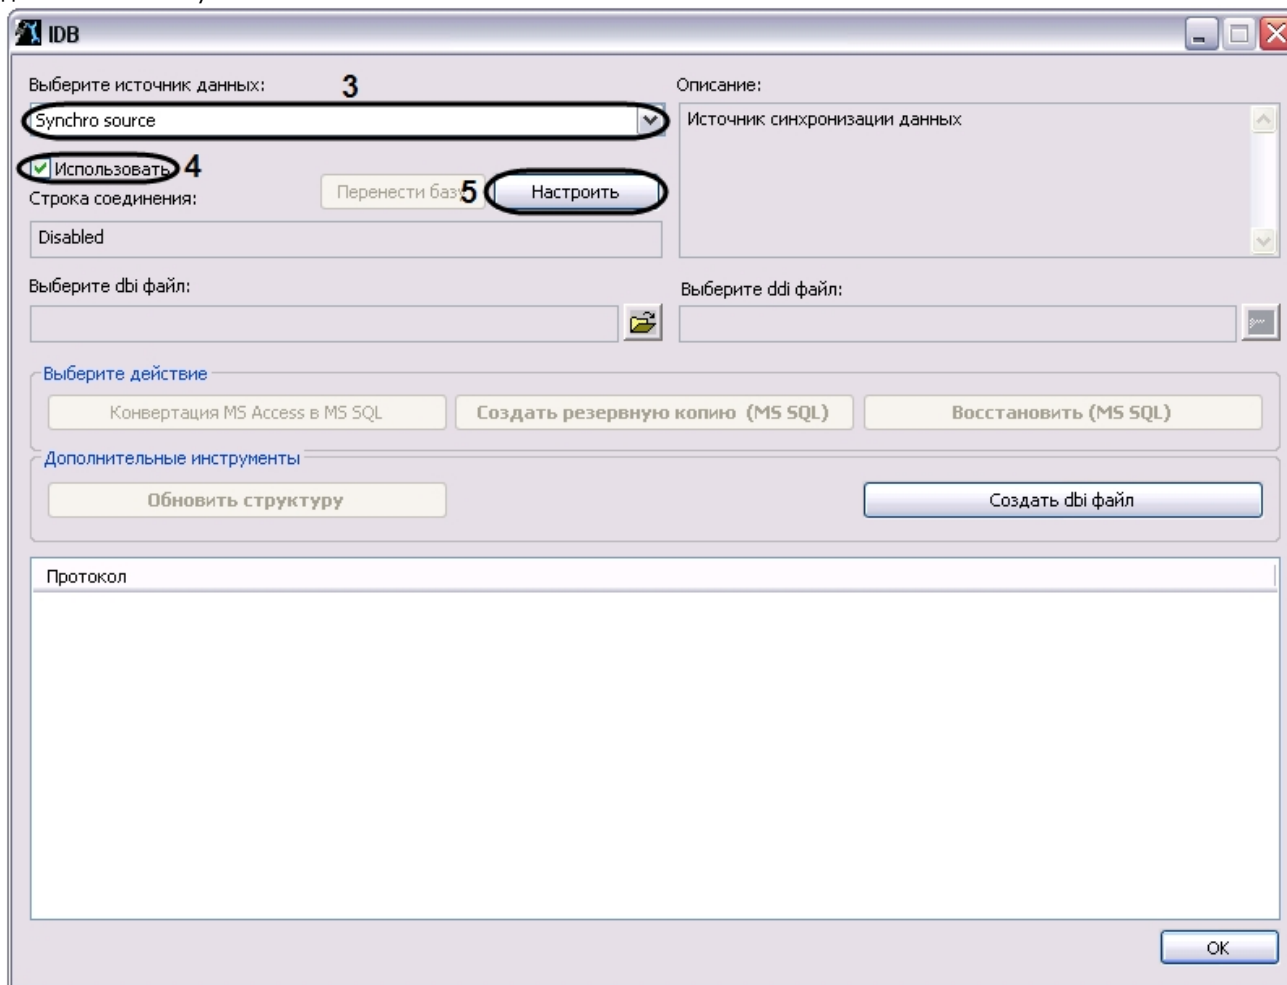 IDB
Выберите источник данных: 3
Synchro source
Использовать 4
Перенести базу 5 Настроить
Строка соединения:
Disabled
Описание:
Источник синхронизации данных
Выберите dbi файл:
Выберите ddi файл:
Выберите действие
Конвертация MS Access в MS SQL
Создать резервную копию (MS SQL)
Восстановить (MS SQL)
Дополнительные инструменты
Обновить структуру
Создать dbi файл
Протокол
OK